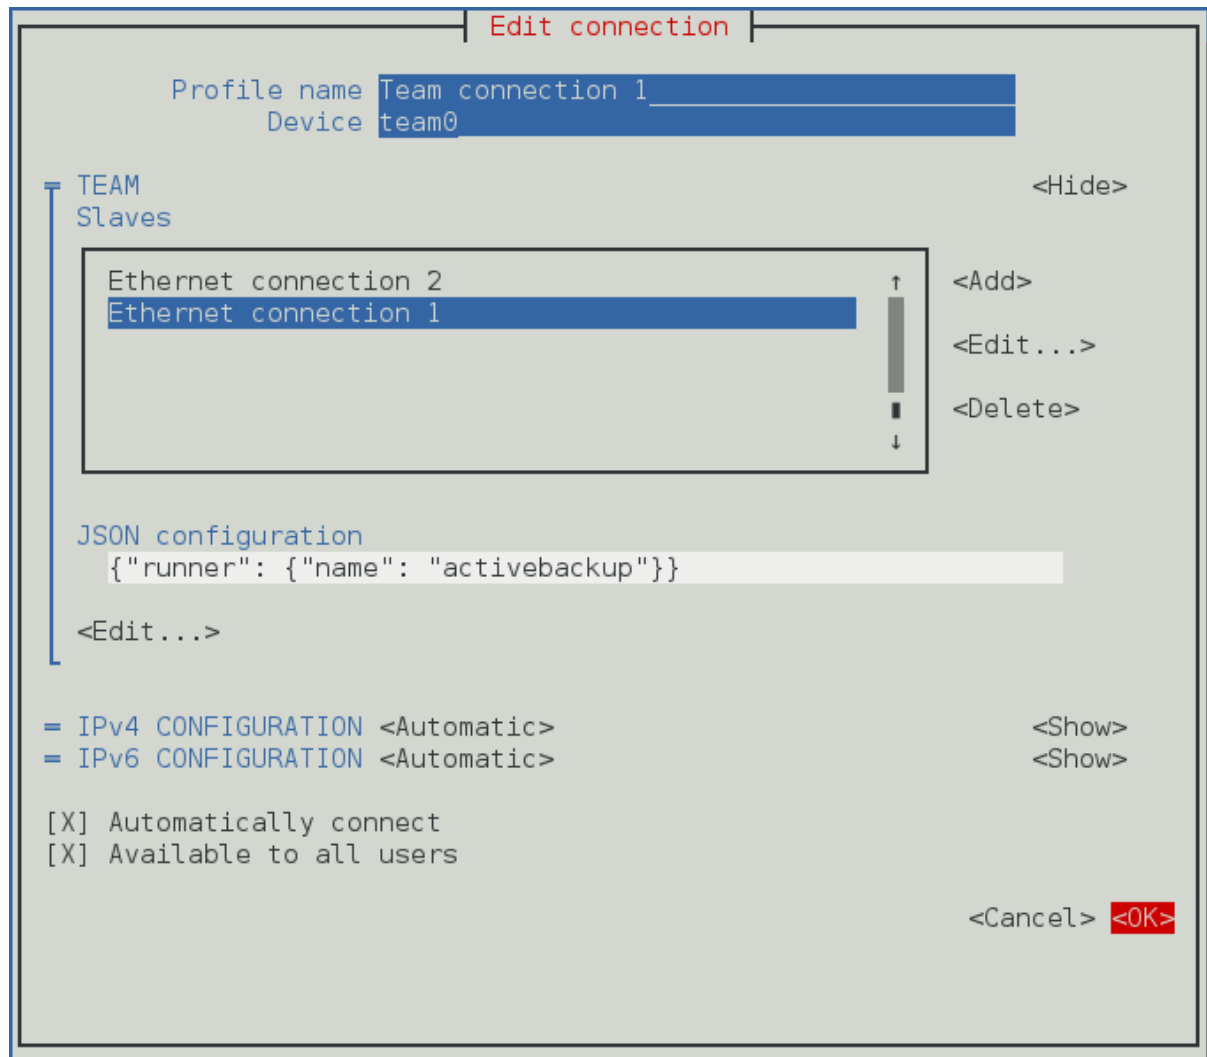 Edit connection
Profile name Team connection 1
Device team0
TEAM <Hide>
Slaves
Ethernet connection 2 ↑ <Add>
Ethernet connection 1
<Edit...>
<Delete>
↓
JSON configuration
{"runner": {"name": "activebackup"}}
<Edit...>
= IPv4 CONFIGURATION <Automatic> <Show>
= IPv6 CONFIGURATION <Automatic> <Show>
[X] Automatically connect
[X] Available to all users
<Cancel> <OK>